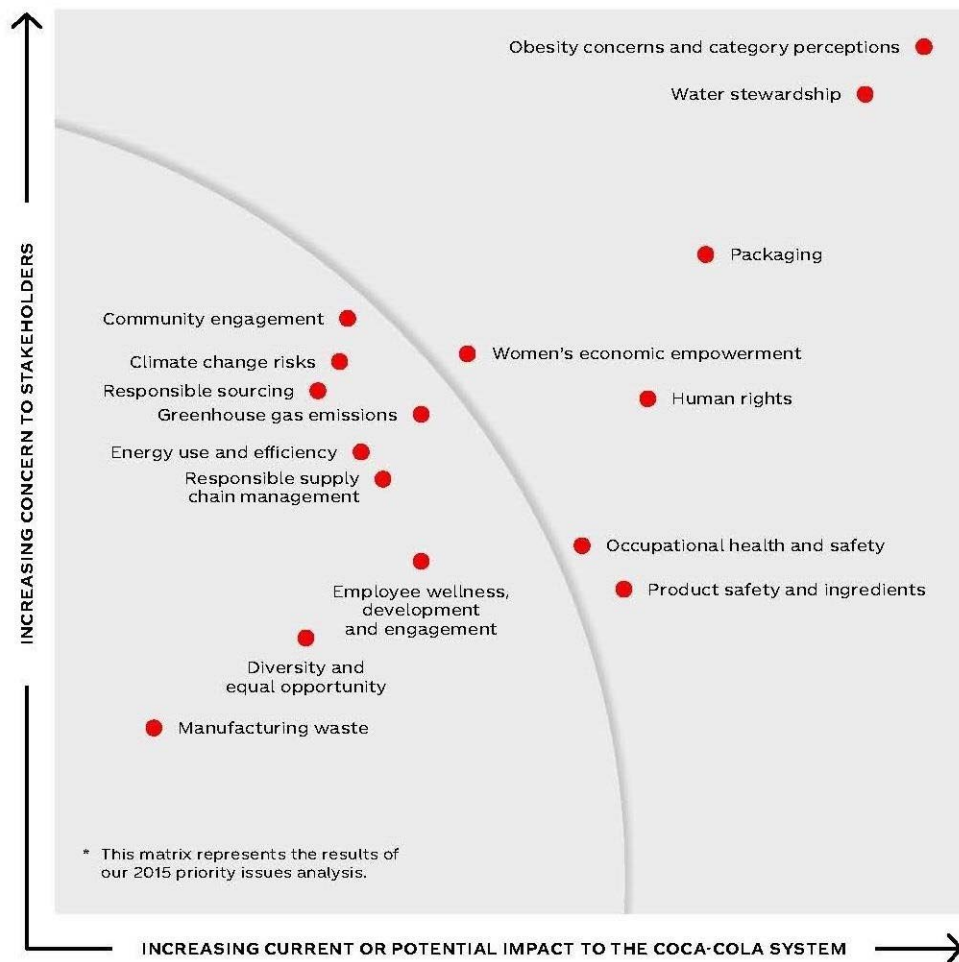 Obesity concerns and category perceptions
Water stewardship
Packaging
Community engagement
Women's economic empowerment
Climate change risks
Responsible sourcing
Human rights
Greenhouse gas emissions
Energy use and efficiency
Responsible supply
chain management
Occupational health and safety
Employee wellness,
development
and engagement
Product safety and ingredients
Diversity and
equal opportunity
Manufacturing waste
* This matrix represents the results of
our 2015 priority issues analysis.
INCREASING CONCERN TO STAKEHOLDERS
INCREASING CURRENT OR POTENTIAL IMPACT TO THE COCA-COLA SYSTEM